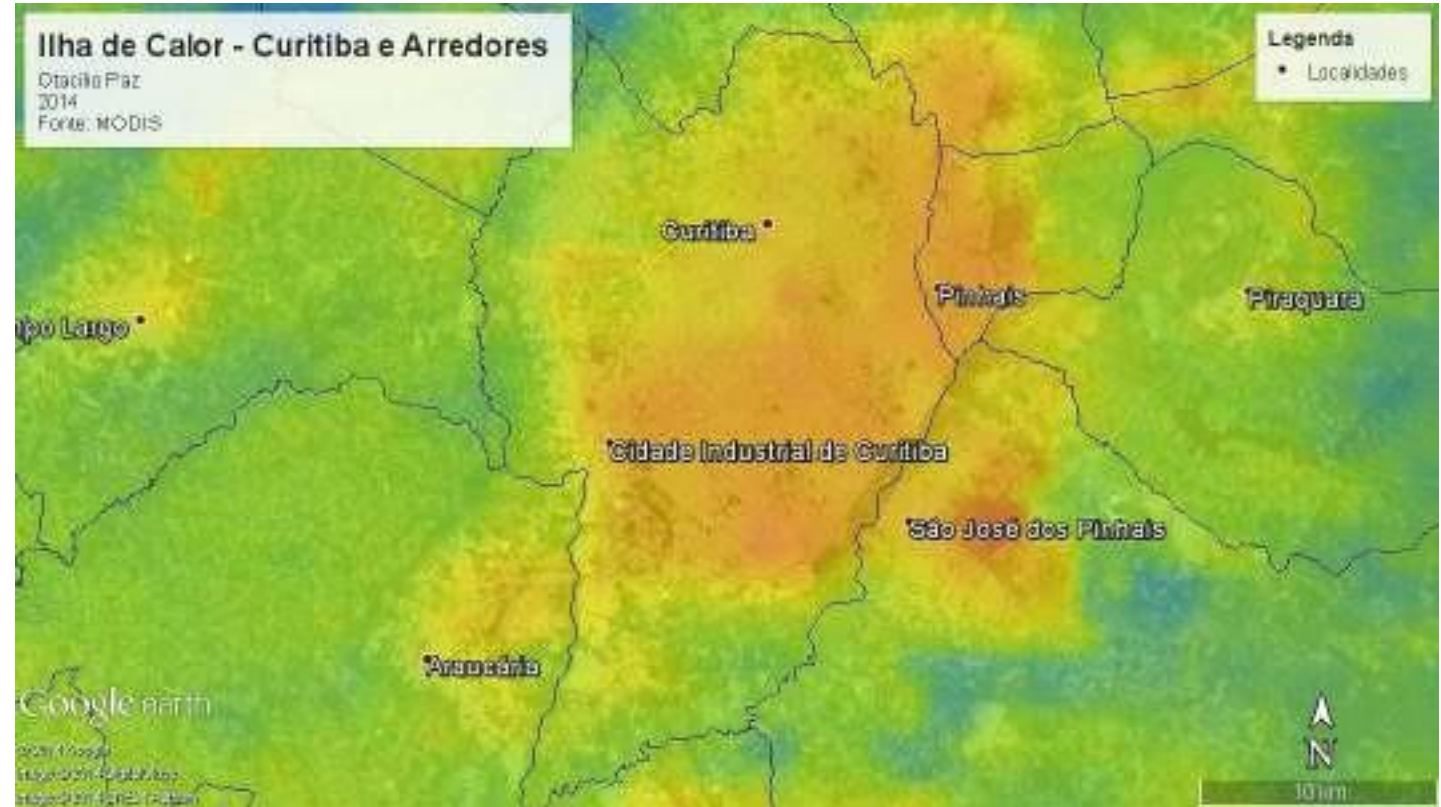 Ilha de Calor - Curitiba e Arredores
Otacilio Paz
2014
Fonte: MODIS
Legenda
Localidades
Curitiba
Pinhais
Piraquara
Largo
Cidade Industrial de Curitiba
São José dos Pinhais
Araucária
Google earth
N
10 km